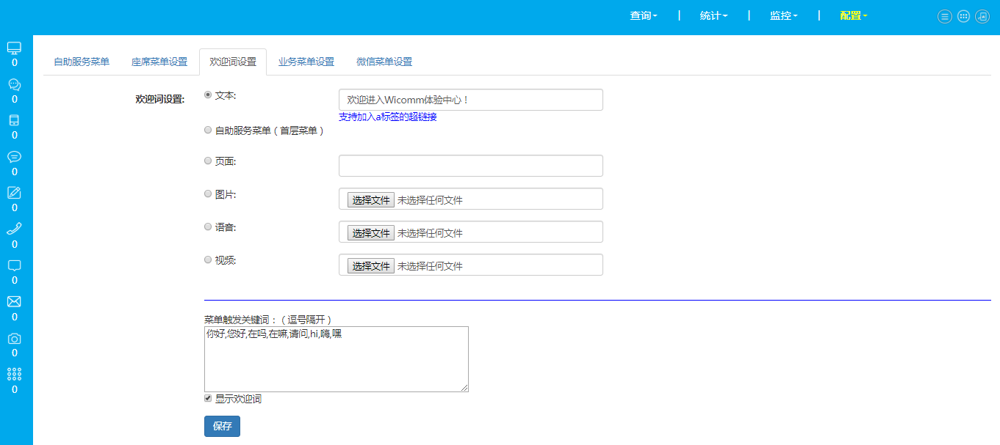 查询 | 统计 | 监控 | 配置
0
0
0
0
0
0
0
0
0
0
自助服务菜单 座席菜单设置 欢迎词设置 业务菜单设置 微信菜单设置
欢迎词设置: 文本: 欢迎进入Wicomm体验中心！
支持加入a标签的超链接
自助服务菜单（首层菜单）
页面:
图片: 选择文件 未选择任何文件
语音: 选择文件 未选择任何文件
视频: 选择文件 未选择任何文件
菜单触发关键词：（逗号隔开）
你好,您好,在吗,在嘛,请问,hi,嗨,嘿
显示欢迎词
保存